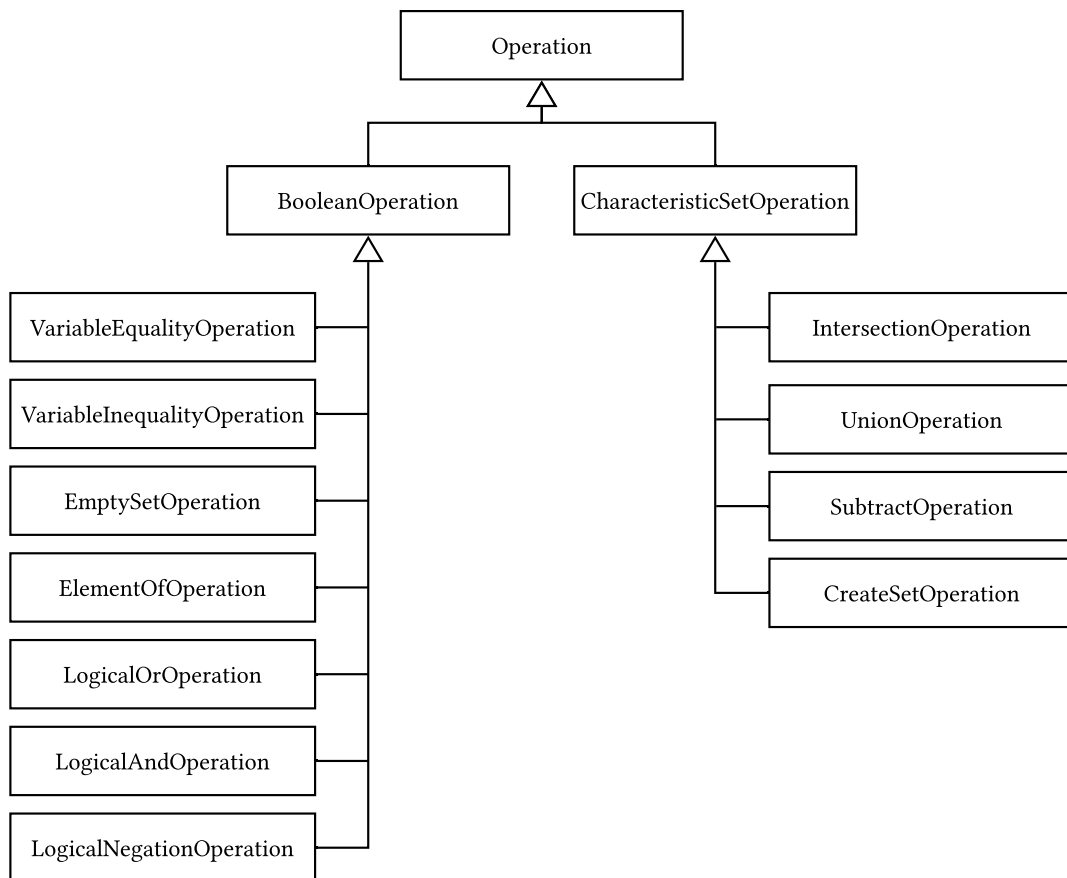 Operation
BooleanOperation
CharacteristicSetOperation
VariableEqualityOperation
VariableInequalityOperation
EmptySetOperation
ElementOfOperation
LogicalOrOperation
LogicalAndOperation
LogicalNegationOperation
IntersectionOperation
UnionOperation
SubtractOperation
CreateSetOperation